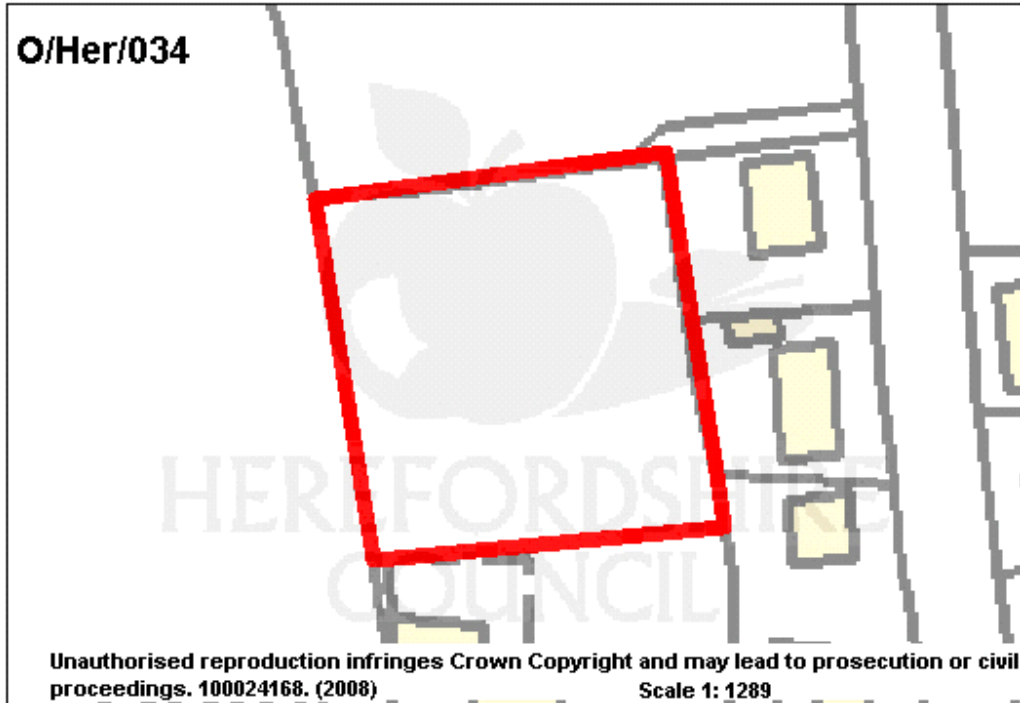 O/Her/034
HEREFORDSHIRE
COUNCIL
Unauthorised reproduction infringes Crown Copyright and may lead to prosecution or civil
proceedings. 100024168. (2008) Scale 1: 1289